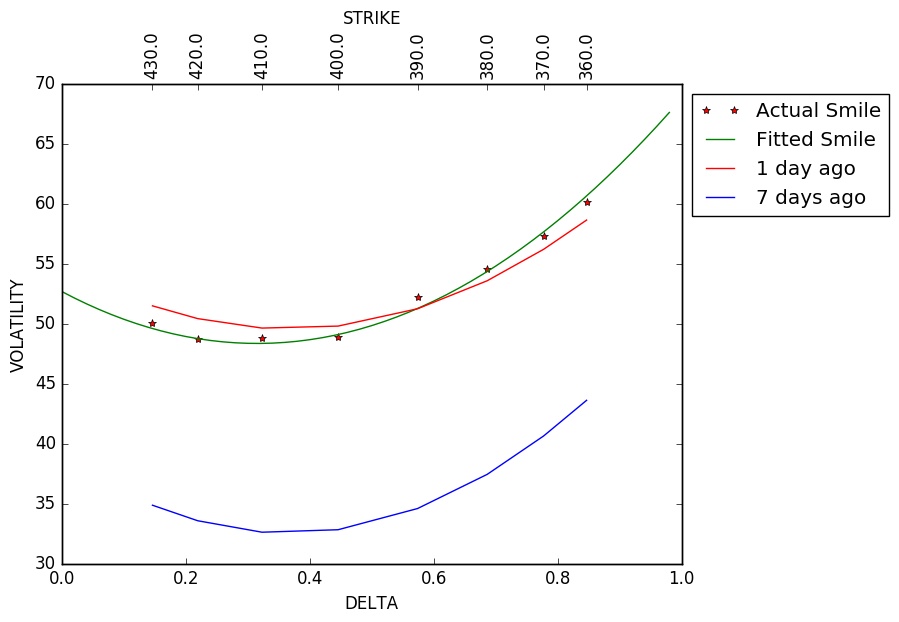 STRIKE
430.0 420.0 410.0 400.0 390.0 380.0 370.0 360.0
70
65
60
55
50
45
40
35
30
VOLATILITY
0.0 0.2 0.4 0.6 0.8 1.0
DELTA
Actual Smile
Fitted Smile
1 day ago
7 days ago